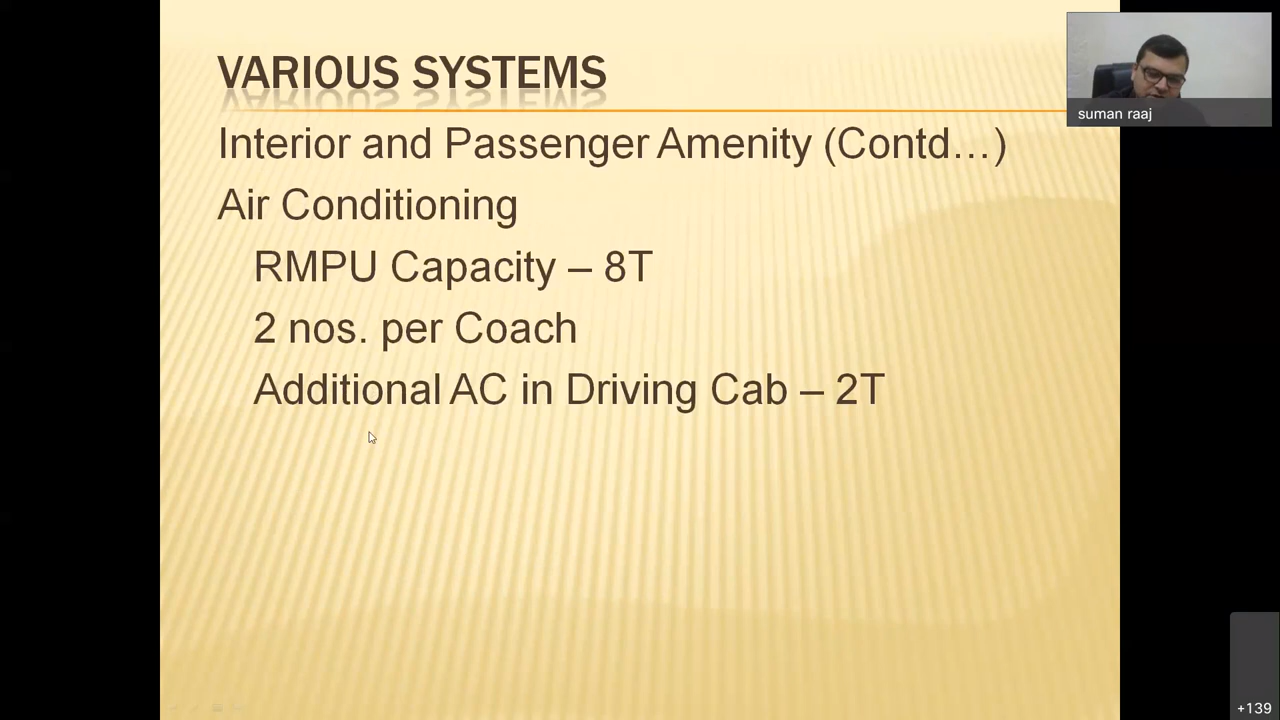 VARIOUS SYSTEMS
suman raaj
Interior and Passenger Amenity (Contd…)
Air Conditioning
RMPU Capacity – 8T
2 nos. per Coach
Additional AC in Driving Cab – 2T
+139